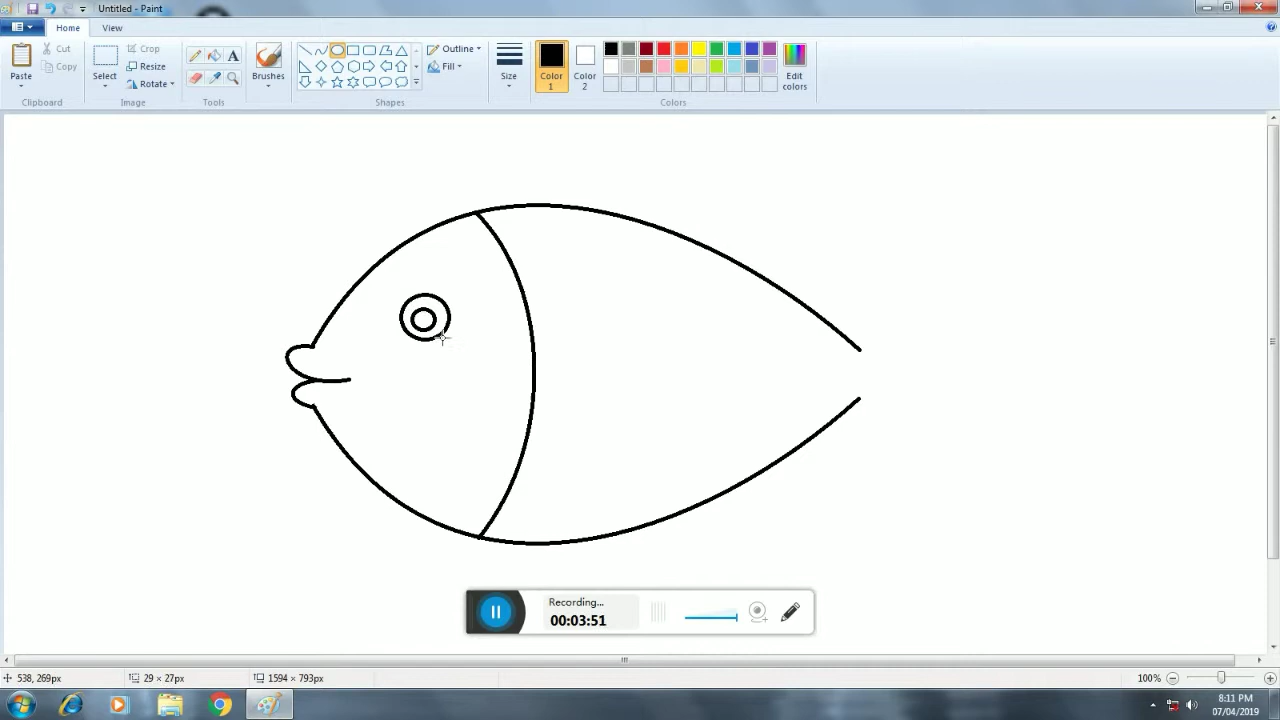 Untitled - Paint
Home View
Paste
Cut
Copy
Clipboard
Select
Crop
Resize
Rotate
Image
A
Tools
Brushes
Shapes
Outline
Fill
Size
Color
1
Color
2
Colors
Edit
colors
Recording...
00:03:51
538, 269px
29 × 27px
1594 × 793px
100%
8:11 PM
07/04/2019